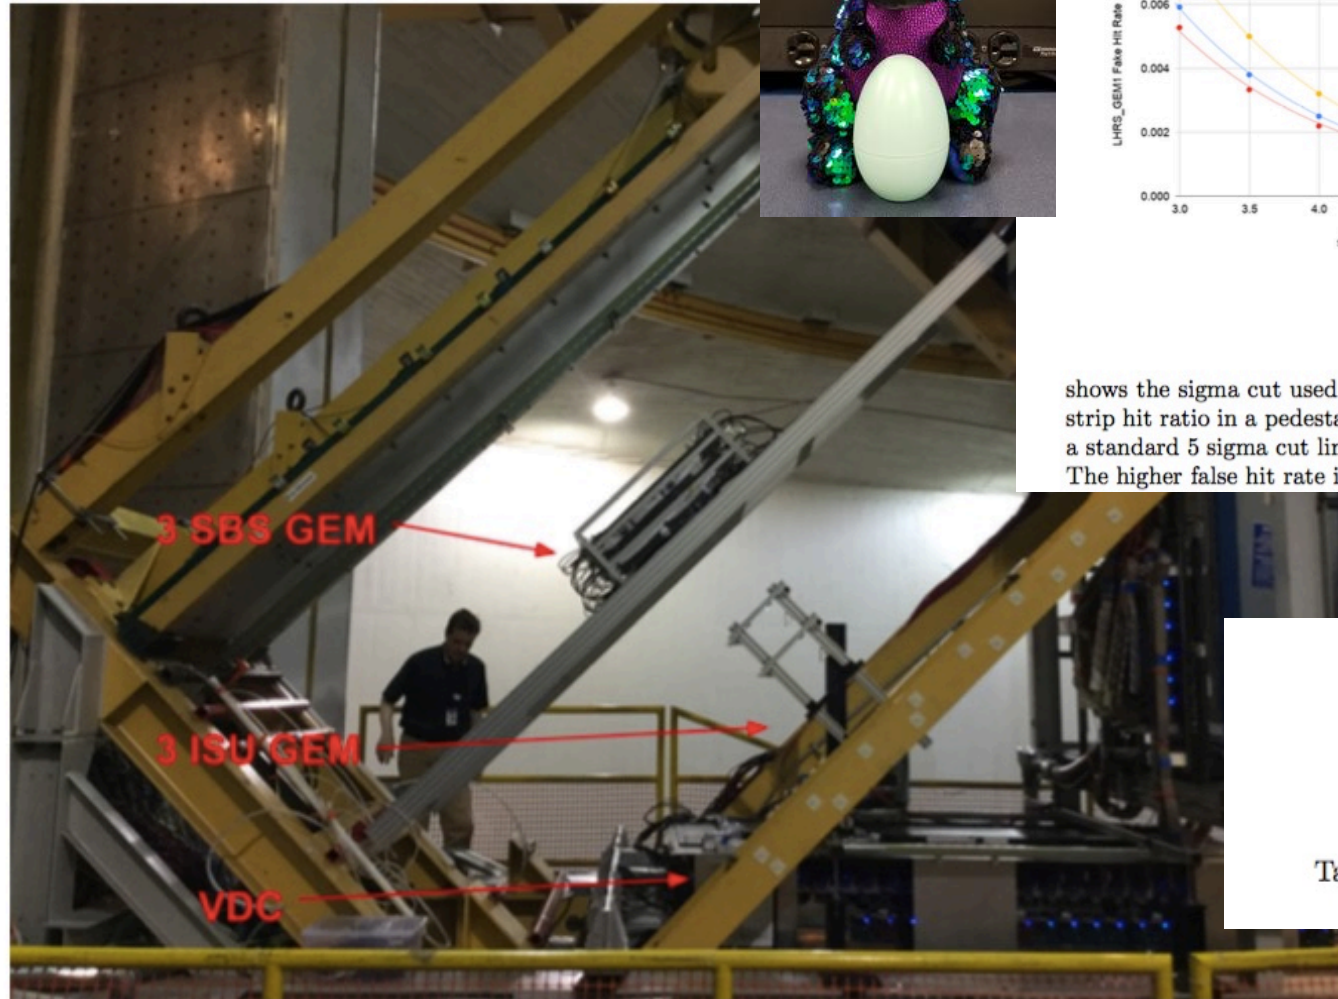 LHRS_GEM1 Fake Hit Rate
0.006
0.004
0.002
0.000
3.0 3.5 4.0
shows the sigma cut used
strip hit ratio in a pedesta
a standard 5 sigma cut lin
The higher false hit rate i
3 SBS GEM
3 ISU GEM
VDC
Ta